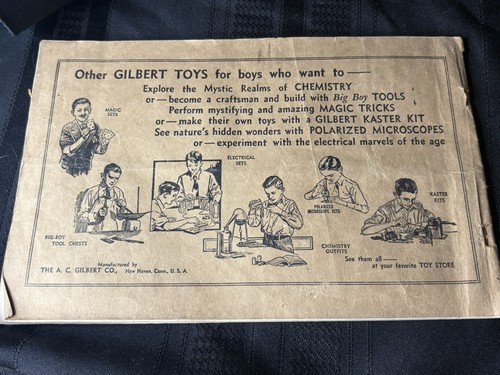 Other GILBERT TOYS for boys who want to —
Explore the Mystic Realms of CHEMISTRY
or — become a craftsman and build with Big Boy TOOLS
Perform mystifying and amazing MAGIC TRICKS
or — make their own toys with a GILBERT KASTER KIT
See nature's hidden wonders with POLARIZED MICROSCOPES
or — experiment with the electrical marvels of the age
MAGIC
SETS
ELECTRICAL
SETS
POLARIZED
MICROSCOPE SETS
KASTER
KITS
BIG-BOY
TOOL CHESTS
CHEMISTRY
OUTFITS
Manufactured by
THE A. C. GILBERT CO., New Haven, Conn., U. S. A.
See them all —
at your favorite TOY STORE